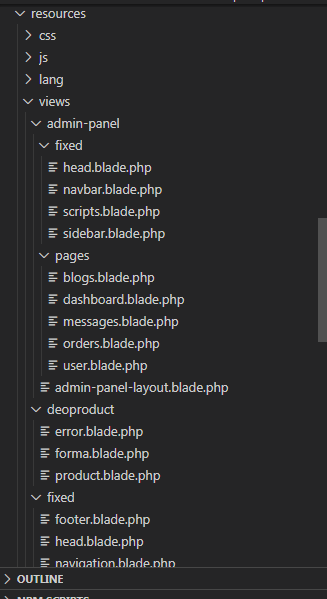 resources
css
js
lang
views
admin-panel
fixed
head.blade.php
navbar.blade.php
scripts.blade.php
sidebar.blade.php
pages
blogs.blade.php
dashboard.blade.php
messages.blade.php
orders.blade.php
user.blade.php
admin-panel-layout.blade.php
deoproduct
error.blade.php
forma.blade.php
product.blade.php
fixed
footer.blade.php
head.blade.php
navigation.blade.php
OUTLINE
NPM SCRIPTS